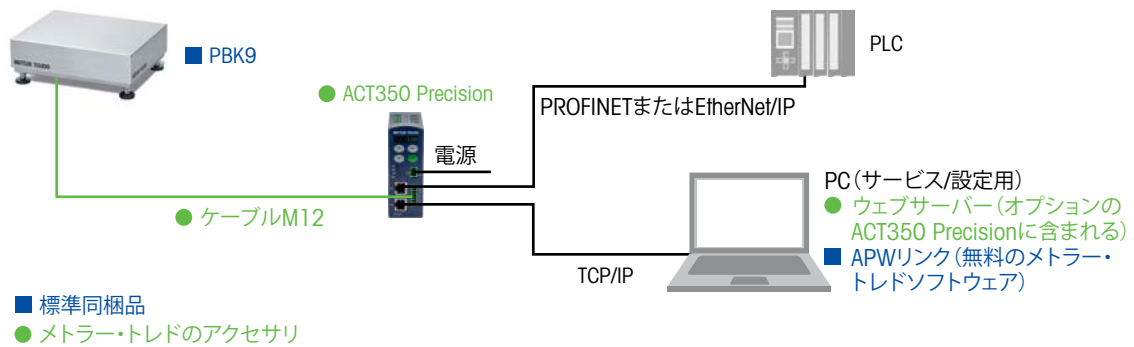 ■ PBK9
PLC
● ACT350 Precision
PROFINETまたはEtherNet/IP
電源
PC（サービス/設定用）
● ケーブルM12
● ウェブサーバー（オプションの
ACT350 Precisionに含まれる）
■ APWリンク（無料のメトラー・
トレドソフトウェア）
TCP/IP
■ 標準同梱品
● メトラー・トレドのアクセサリ